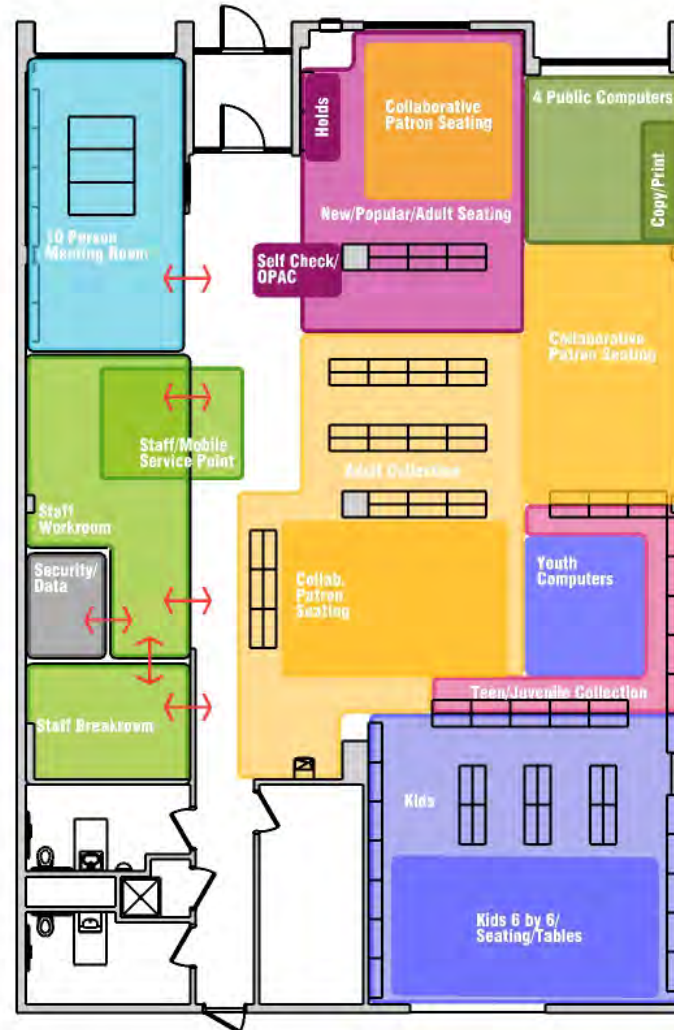 Collaborative
Patron Seating
4 Public Computers
Holds
Copy/Print
New/Popular/Adult Seating
10 Person
Meeting Room
Self Check/
OPAC
Collaborative
Patron Seating
Staff/Mobile
Service Point
Adult Collection
Staff
Workroom
Security/
Data
Collab.
Patron
Seating
Youth
Computers
Teen/Juvenile Collection
Staff Breakroom
Kids
Kids 6 by 6/
Seating/Tables